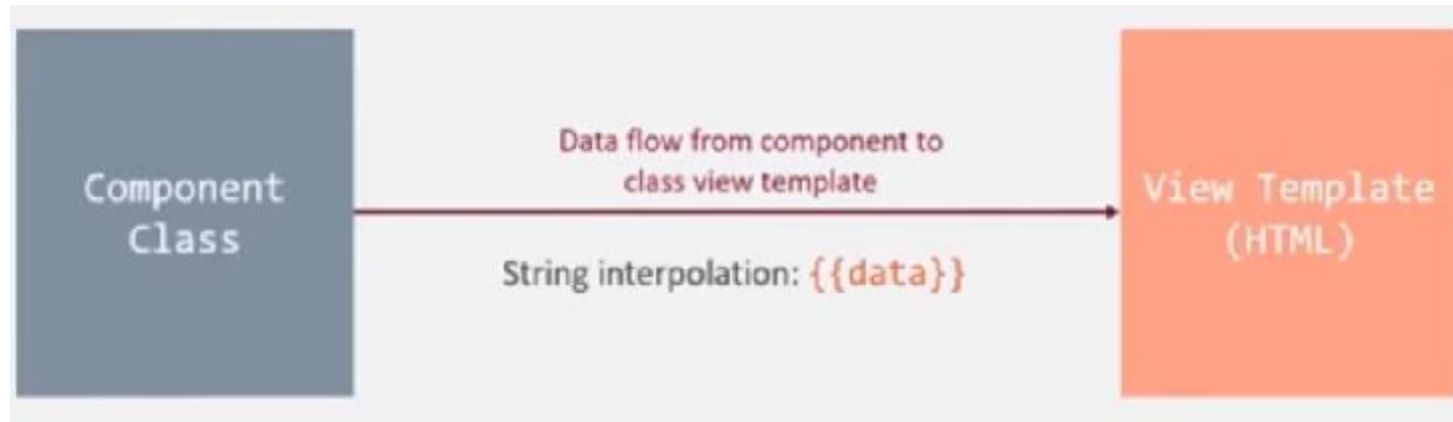 Component
Class
Data flow from component to
class view template
String interpolation: {{data}}
View Template
(HTML)